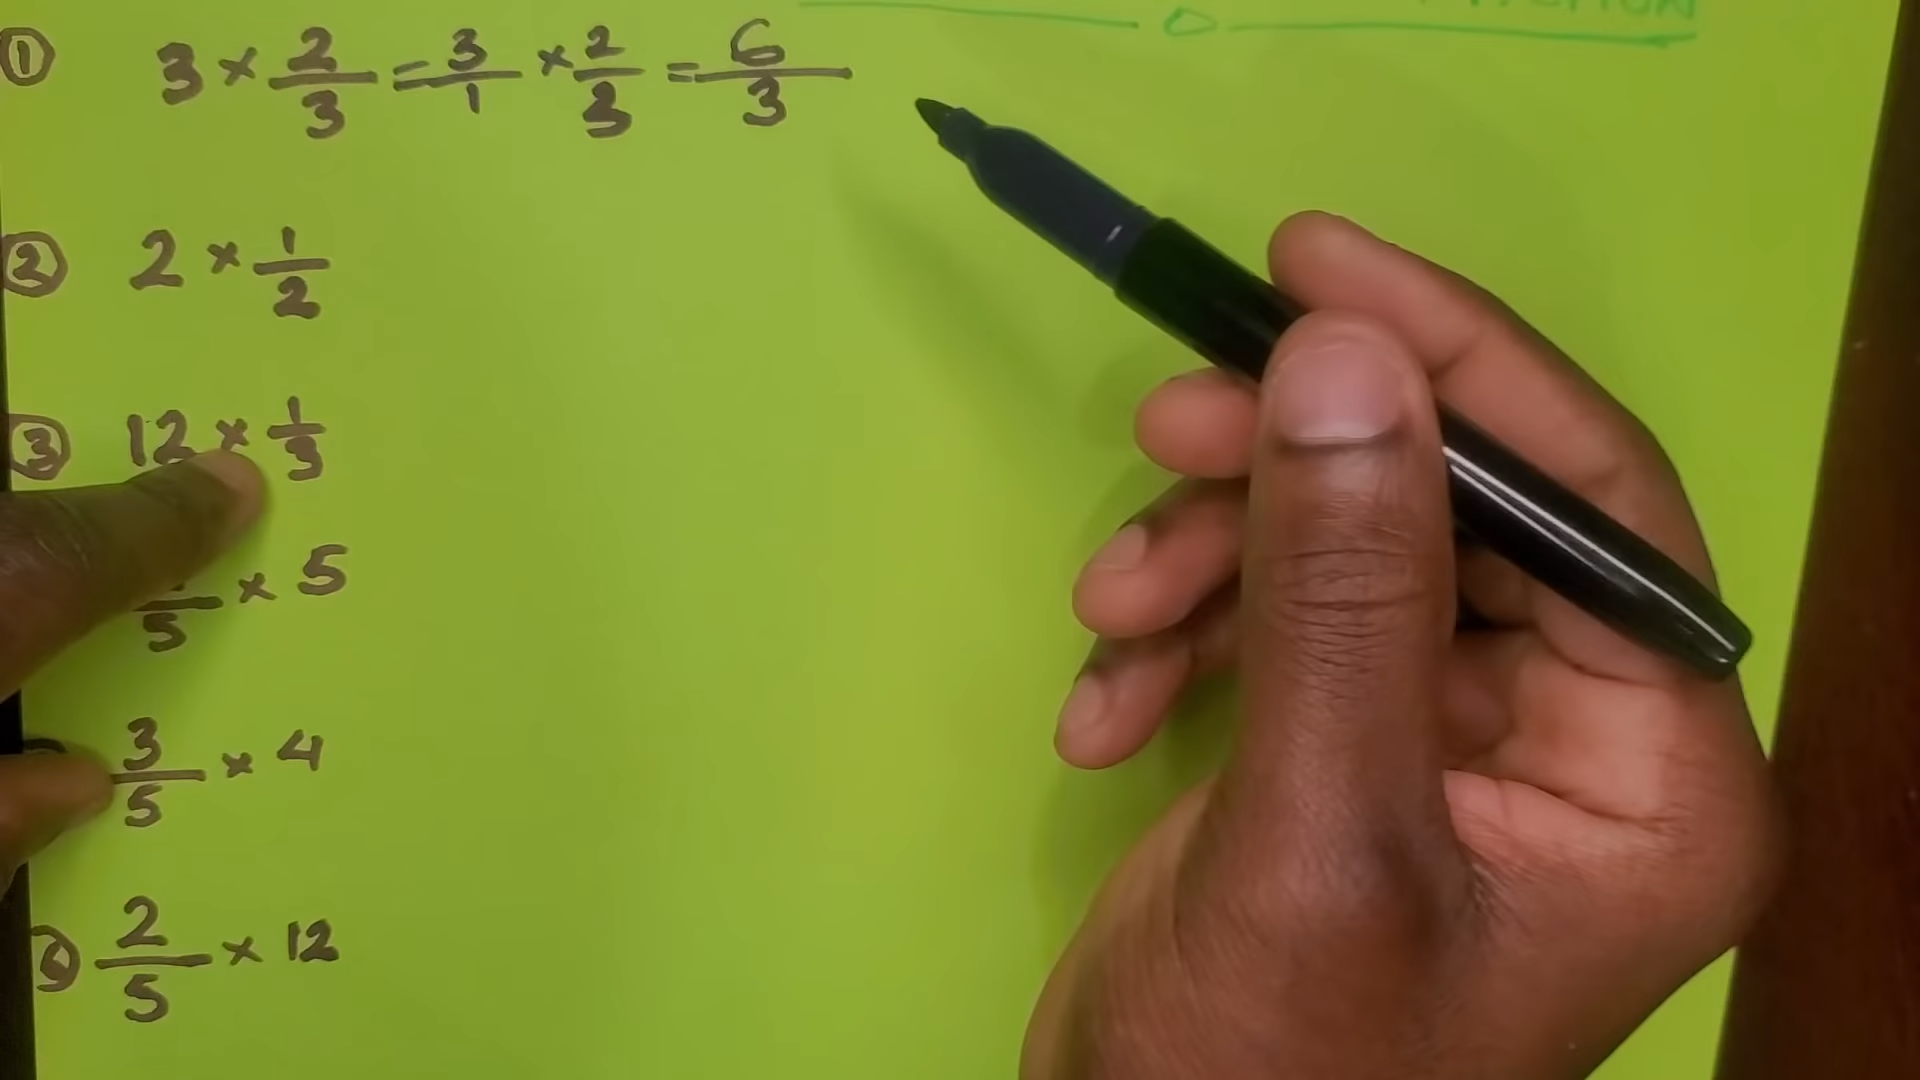 ① 3 × 2/3 = 3/1 × 2/3 = 6/3
② 2 × 1/2
③ 12 × 1/3
/5 × 5
3/5 × 4
2/5 × 12